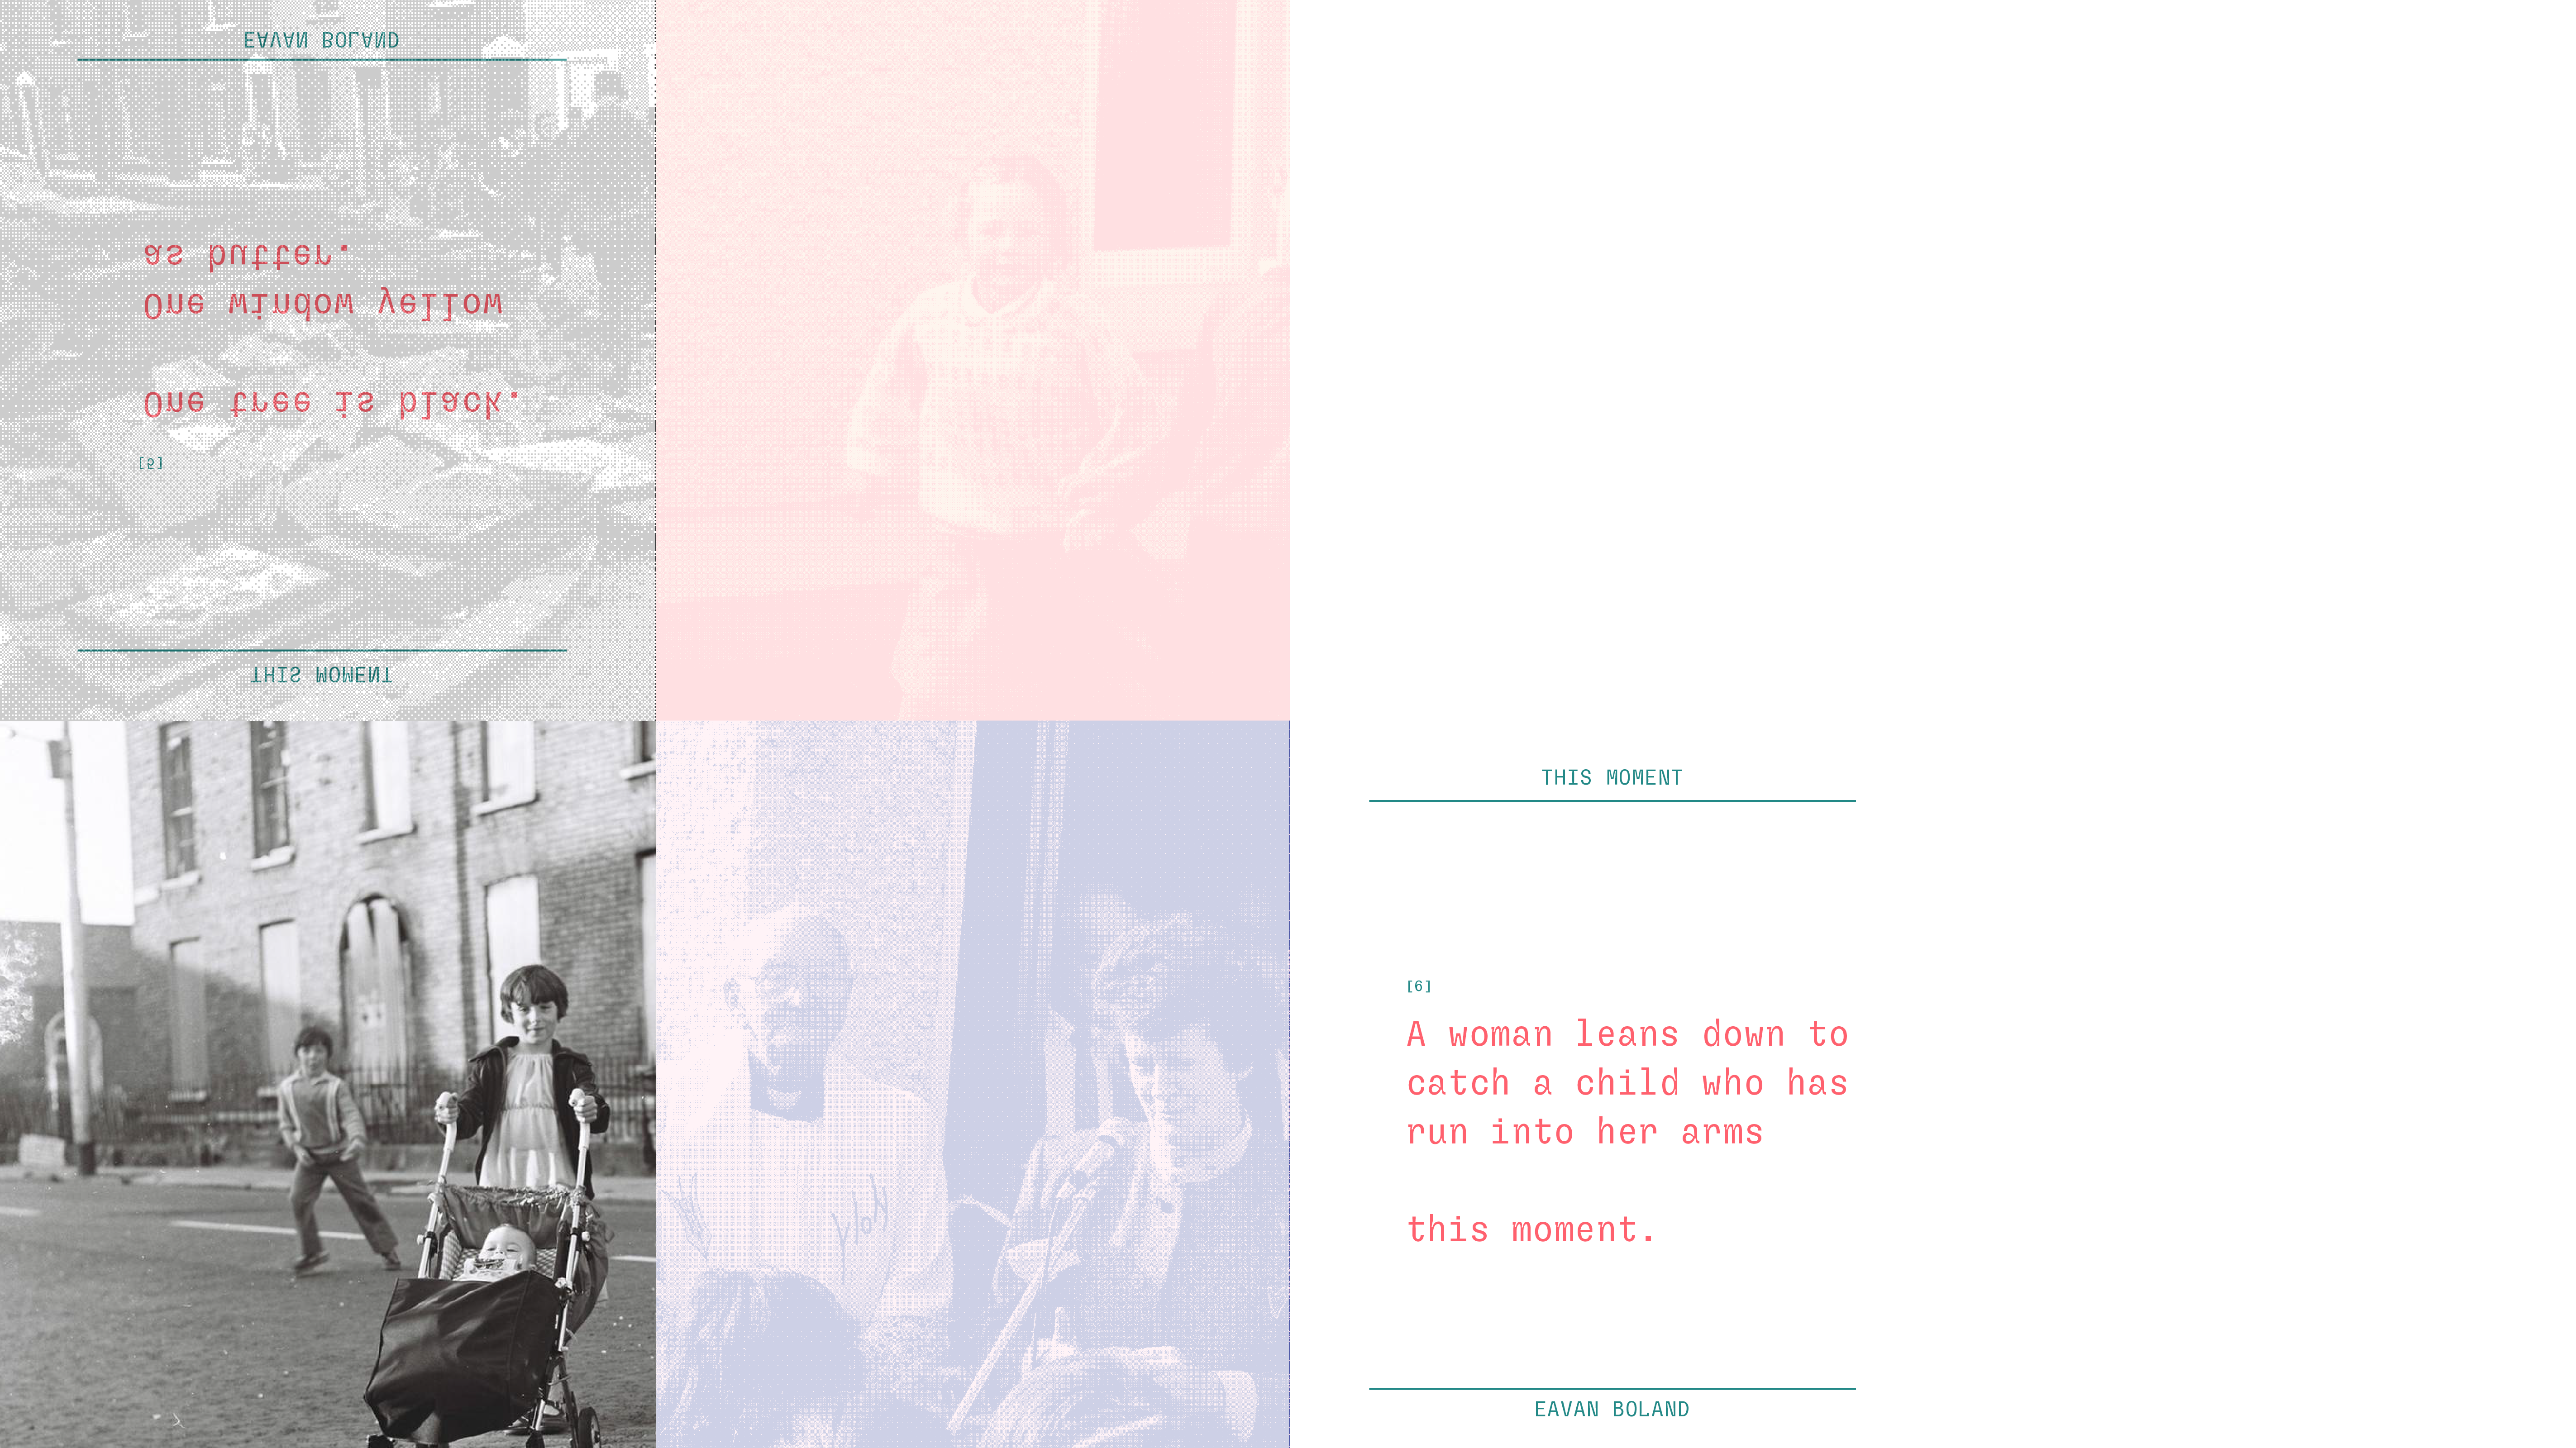 THIS MOMENT
[5]
One tree is black.
One window yellow
as butter.
EAVAN BOLAND
Holy
THIS MOMENT
[6]
A woman leans down to
catch a child who has
run into her arms
this moment.
EAVAN BOLAND